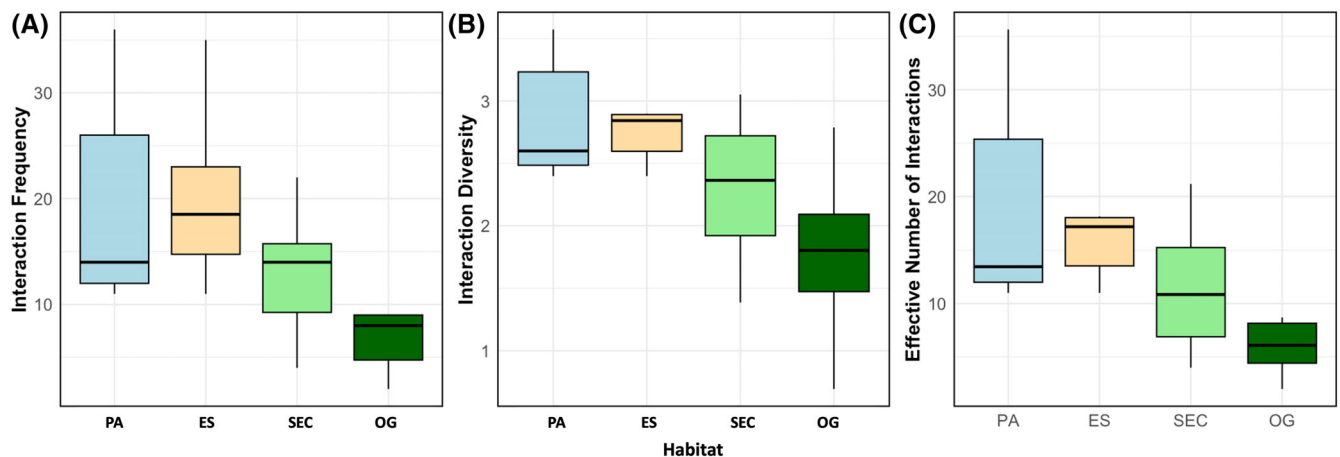 (A)
Interaction Frequency
30
20
10
PA ES SEC OG
(B)
Interaction Diversity
3
2
1
PA ES SEC OG
Habitat
(C)
Effective Number of Interactions
30
20
10
PA ES SEC OG